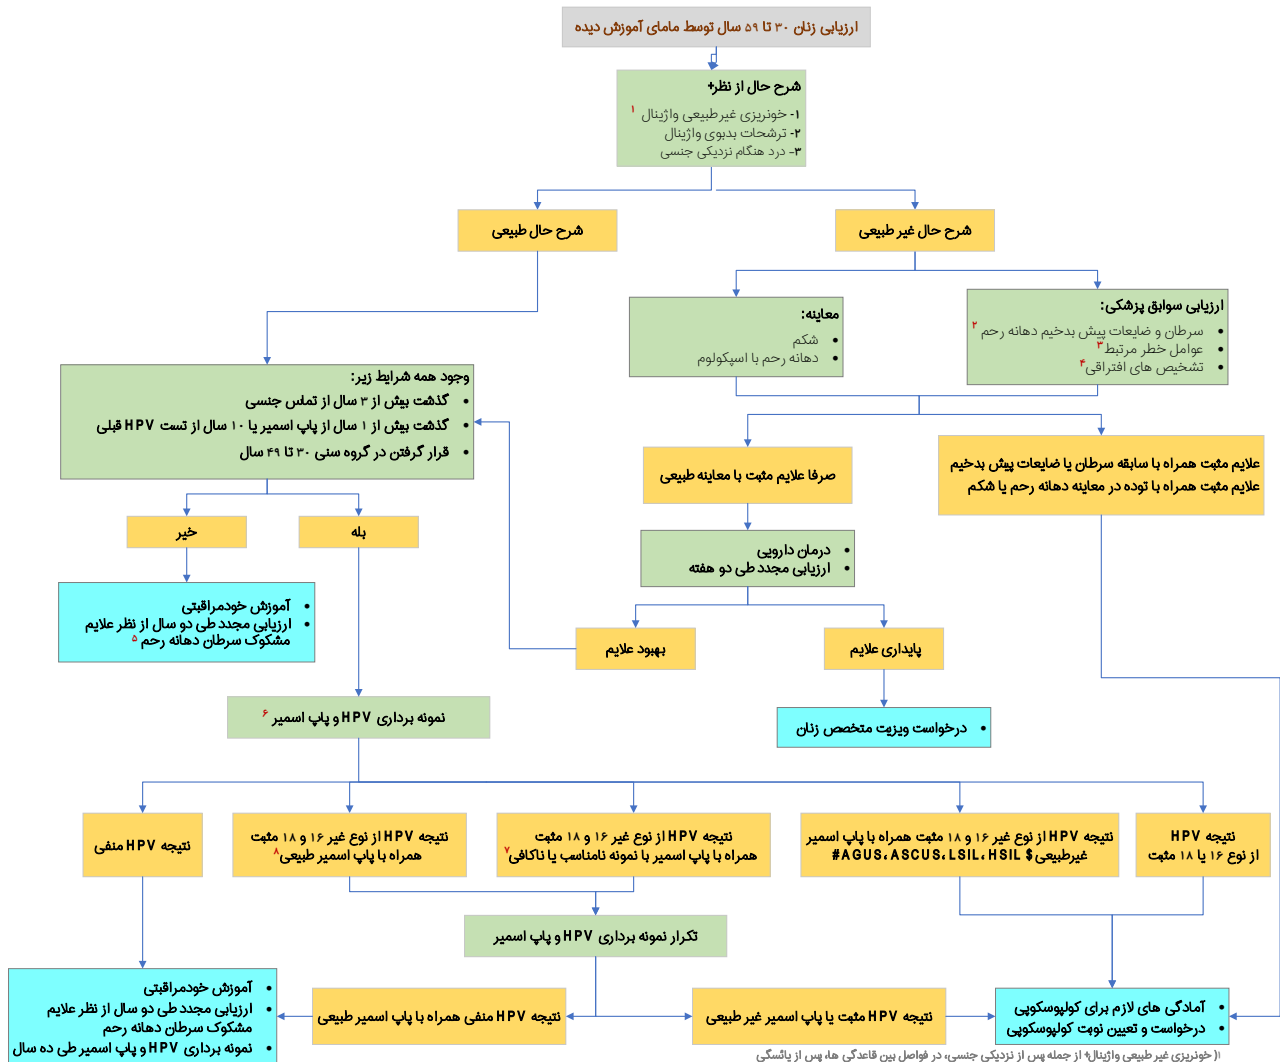 ارزیابی زنان ۳۰ تا ۵۹ سال توسط مامای آموزش دیده
شرح حال از نظر+
۱- خونریزی غیرطبیعی واژینال ۱
۲- ترشحات بدبوی واژینال
۳- درد هنگام نزدیکی جنسی
شرح حال غیر طبیعی
شرح حال طبیعی
ارزیابی سوابق پزشکی:
• سرطان و ضایعات پیش بدخیم دهانه رحم ۲
• عوامل خطر مرتبط ۳
• تشخیص های افتراقی ۴
معاینه:
• شکم
• دهانه رحم با اسپکولوم
وجود همه شرایط زیر:
• گذشت بیش از ۳ سال از تماس جنسی
• گذشت بیش از ۱ سال از پاپ اسمیر یا ۱۰ سال از تست HPV قبلی
• قرار گرفتن در گروه سنی ۳۰ تا ۴۹ سال
علایم مثبت همراه با سابقه سرطان یا ضایعات پیش بدخیم
علایم مثبت همراه با توده در معاینه دهانه رحم یا شکم
صرفا علایم مثبت با معاینه طبیعی
بله
خیر
• درمان دارویی
• ارزیابی مجدد طی دو هفته
• آموزش خودمراقبتی
• ارزیابی مجدد طی دو سال از نظر علایم
مشکوک سرطان دهانه رحم ۵
پایداری علایم
بهبود علایم
• درخواست ویزیت متخصص زنان
نمونه برداری HPV و پاپ اسمیر ۶
نتیجه HPV
از نوع ۱۶ یا ۱۸ مثبت
نتیجه HPV از نوع غیر ۱۶ و ۱۸ مثبت همراه با پاپ اسمیر
غیرطبیعی$ AGUS، ASCUS، LSIL، HSIL#
نتیجه HPV از نوع غیر ۱۶ و ۱۸ مثبت
همراه با پاپ اسمیر با نمونه نامناسب یا ناکافی ۷
نتیجه HPV از نوع غیر ۱۶ و ۱۸ مثبت
همراه با پاپ اسمیر طبیعی ۸
نتیجه HPV منفی
تکرار نمونه برداری HPV و پاپ اسمیر
• آمادگی های لازم برای کولپوسکوپی
• درخواست و تعیین نوبت کولپوسکوپی
نتیجه HPV مثبت یا پاپ اسمیر غیر طبیعی
نتیجه HPV منفی همراه با پاپ اسمیر طبیعی
• آموزش خودمراقبتی
• ارزیابی مجدد طی دو سال از نظر علایم
مشکوک سرطان دهانه رحم
• نمونه برداری HPV و پاپ اسمیر طی ده سال
۱( خونریزی غیر طبیعی واژینال+ از جمله پس از نزدیکی جنسی، در فواصل بین قاعدگی ها، پس از یائسگی